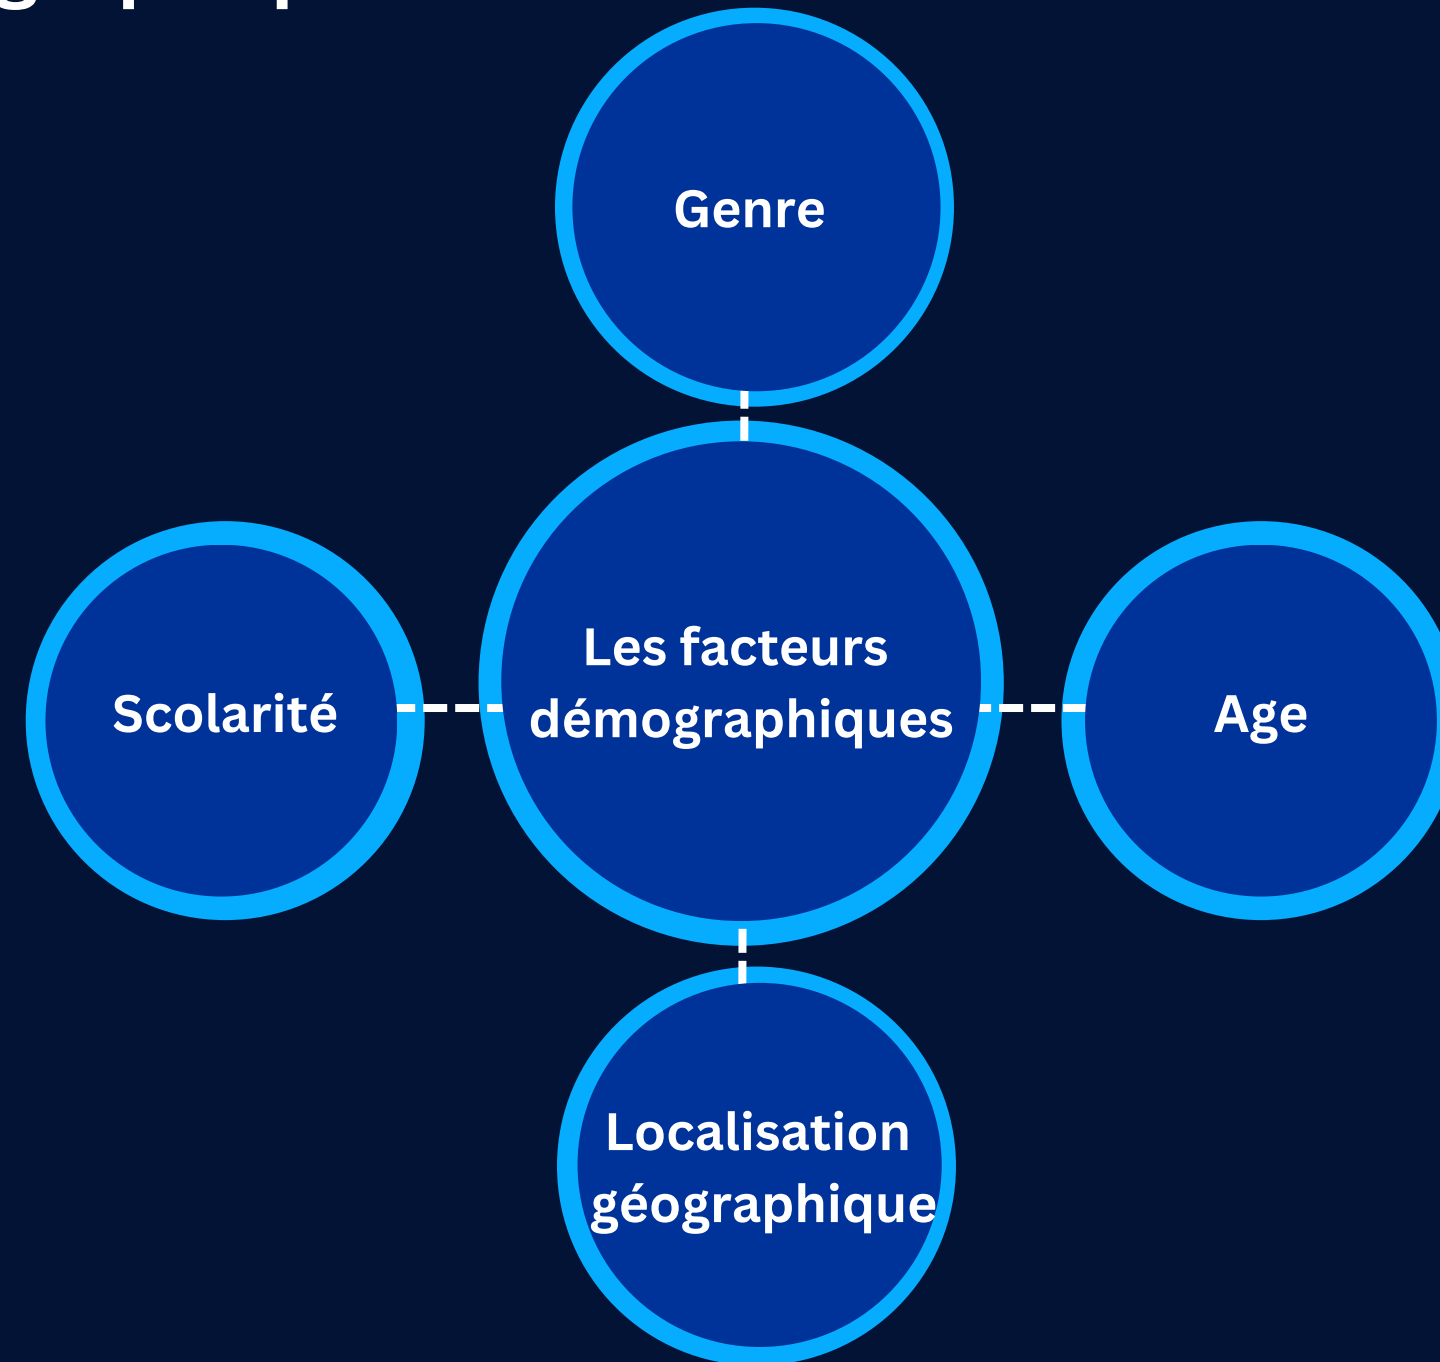 Genre
Les facteurs
démographiques
Scolarité
Age
Localisation
géographique